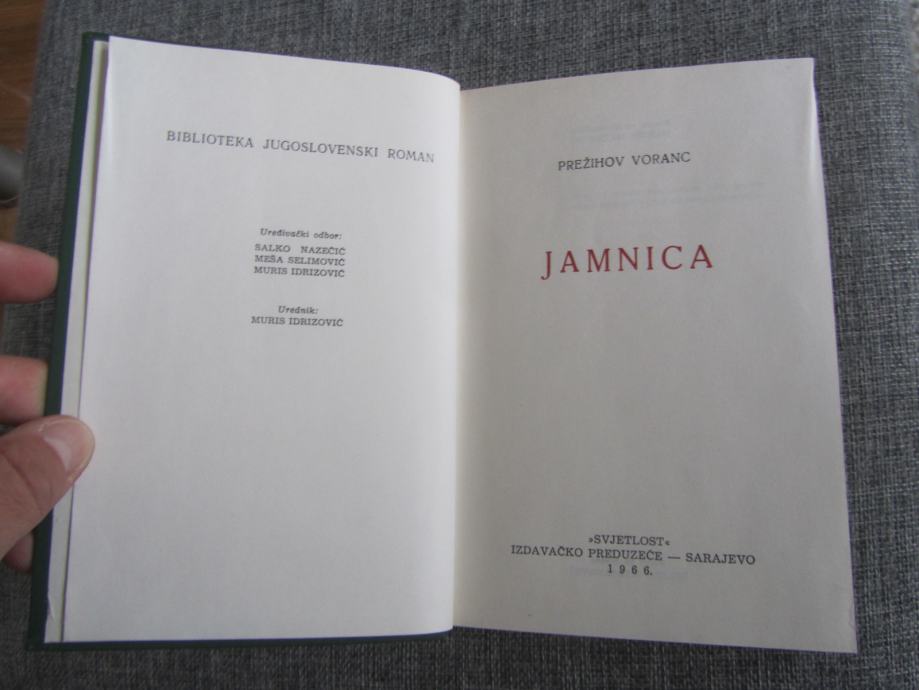 BIBLIOTEKA JUGOSLOVENSKI ROMAN
Uređivački odbor:
SALKO NAZEČIĆ
MEŠA SELIMOVIĆ
MURIS IDRIZOVIĆ
Urednik:
MURIS IDRIZOVIĆ
PREŽIHOV VORANC
JAMNICA
»SVJETLOST«
IZDAVAČKO PREDUZEĆE — SARAJEVO
1966.